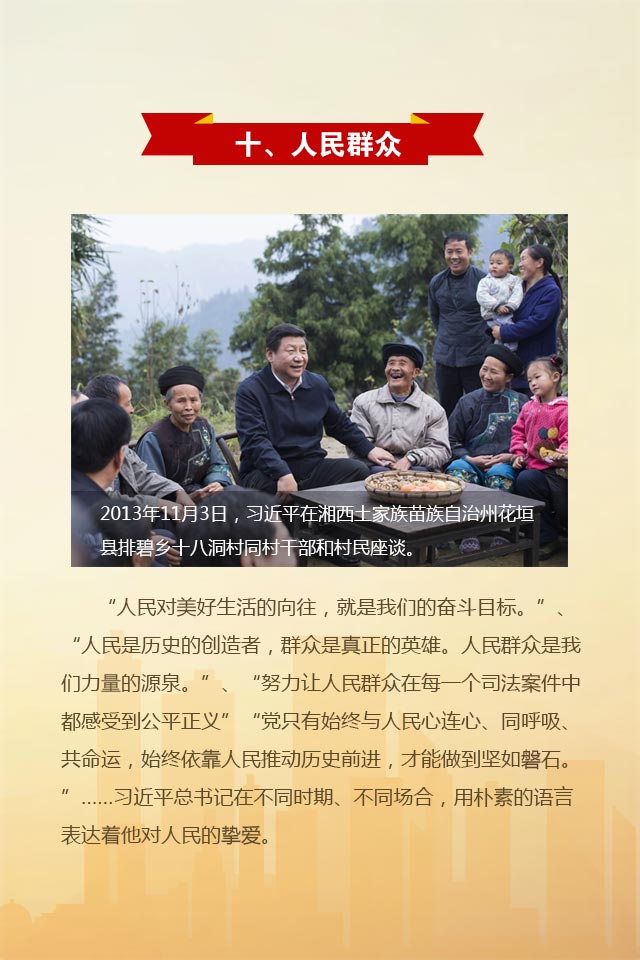 十、人民群众
2013年11月3日，习近平在湘西土家族苗族自治州花垣
县排碧乡十八洞村同村干部和村民座谈。
“人民对美好生活的向往，就是我们的奋斗目标。”、
“人民是历史的创造者，群众是真正的英雄。人民群众是我
们力量的源泉。”、“努力让人民群众在每一个司法案件中
都感受到公平正义”“党只有始终与人民心连心、同呼吸、
共命运，始终依靠人民推动历史前进，才能做到坚如磐石。
”……习近平总书记在不同时期、不同场合，用朴素的语言
表达着他对人民的挚爱。